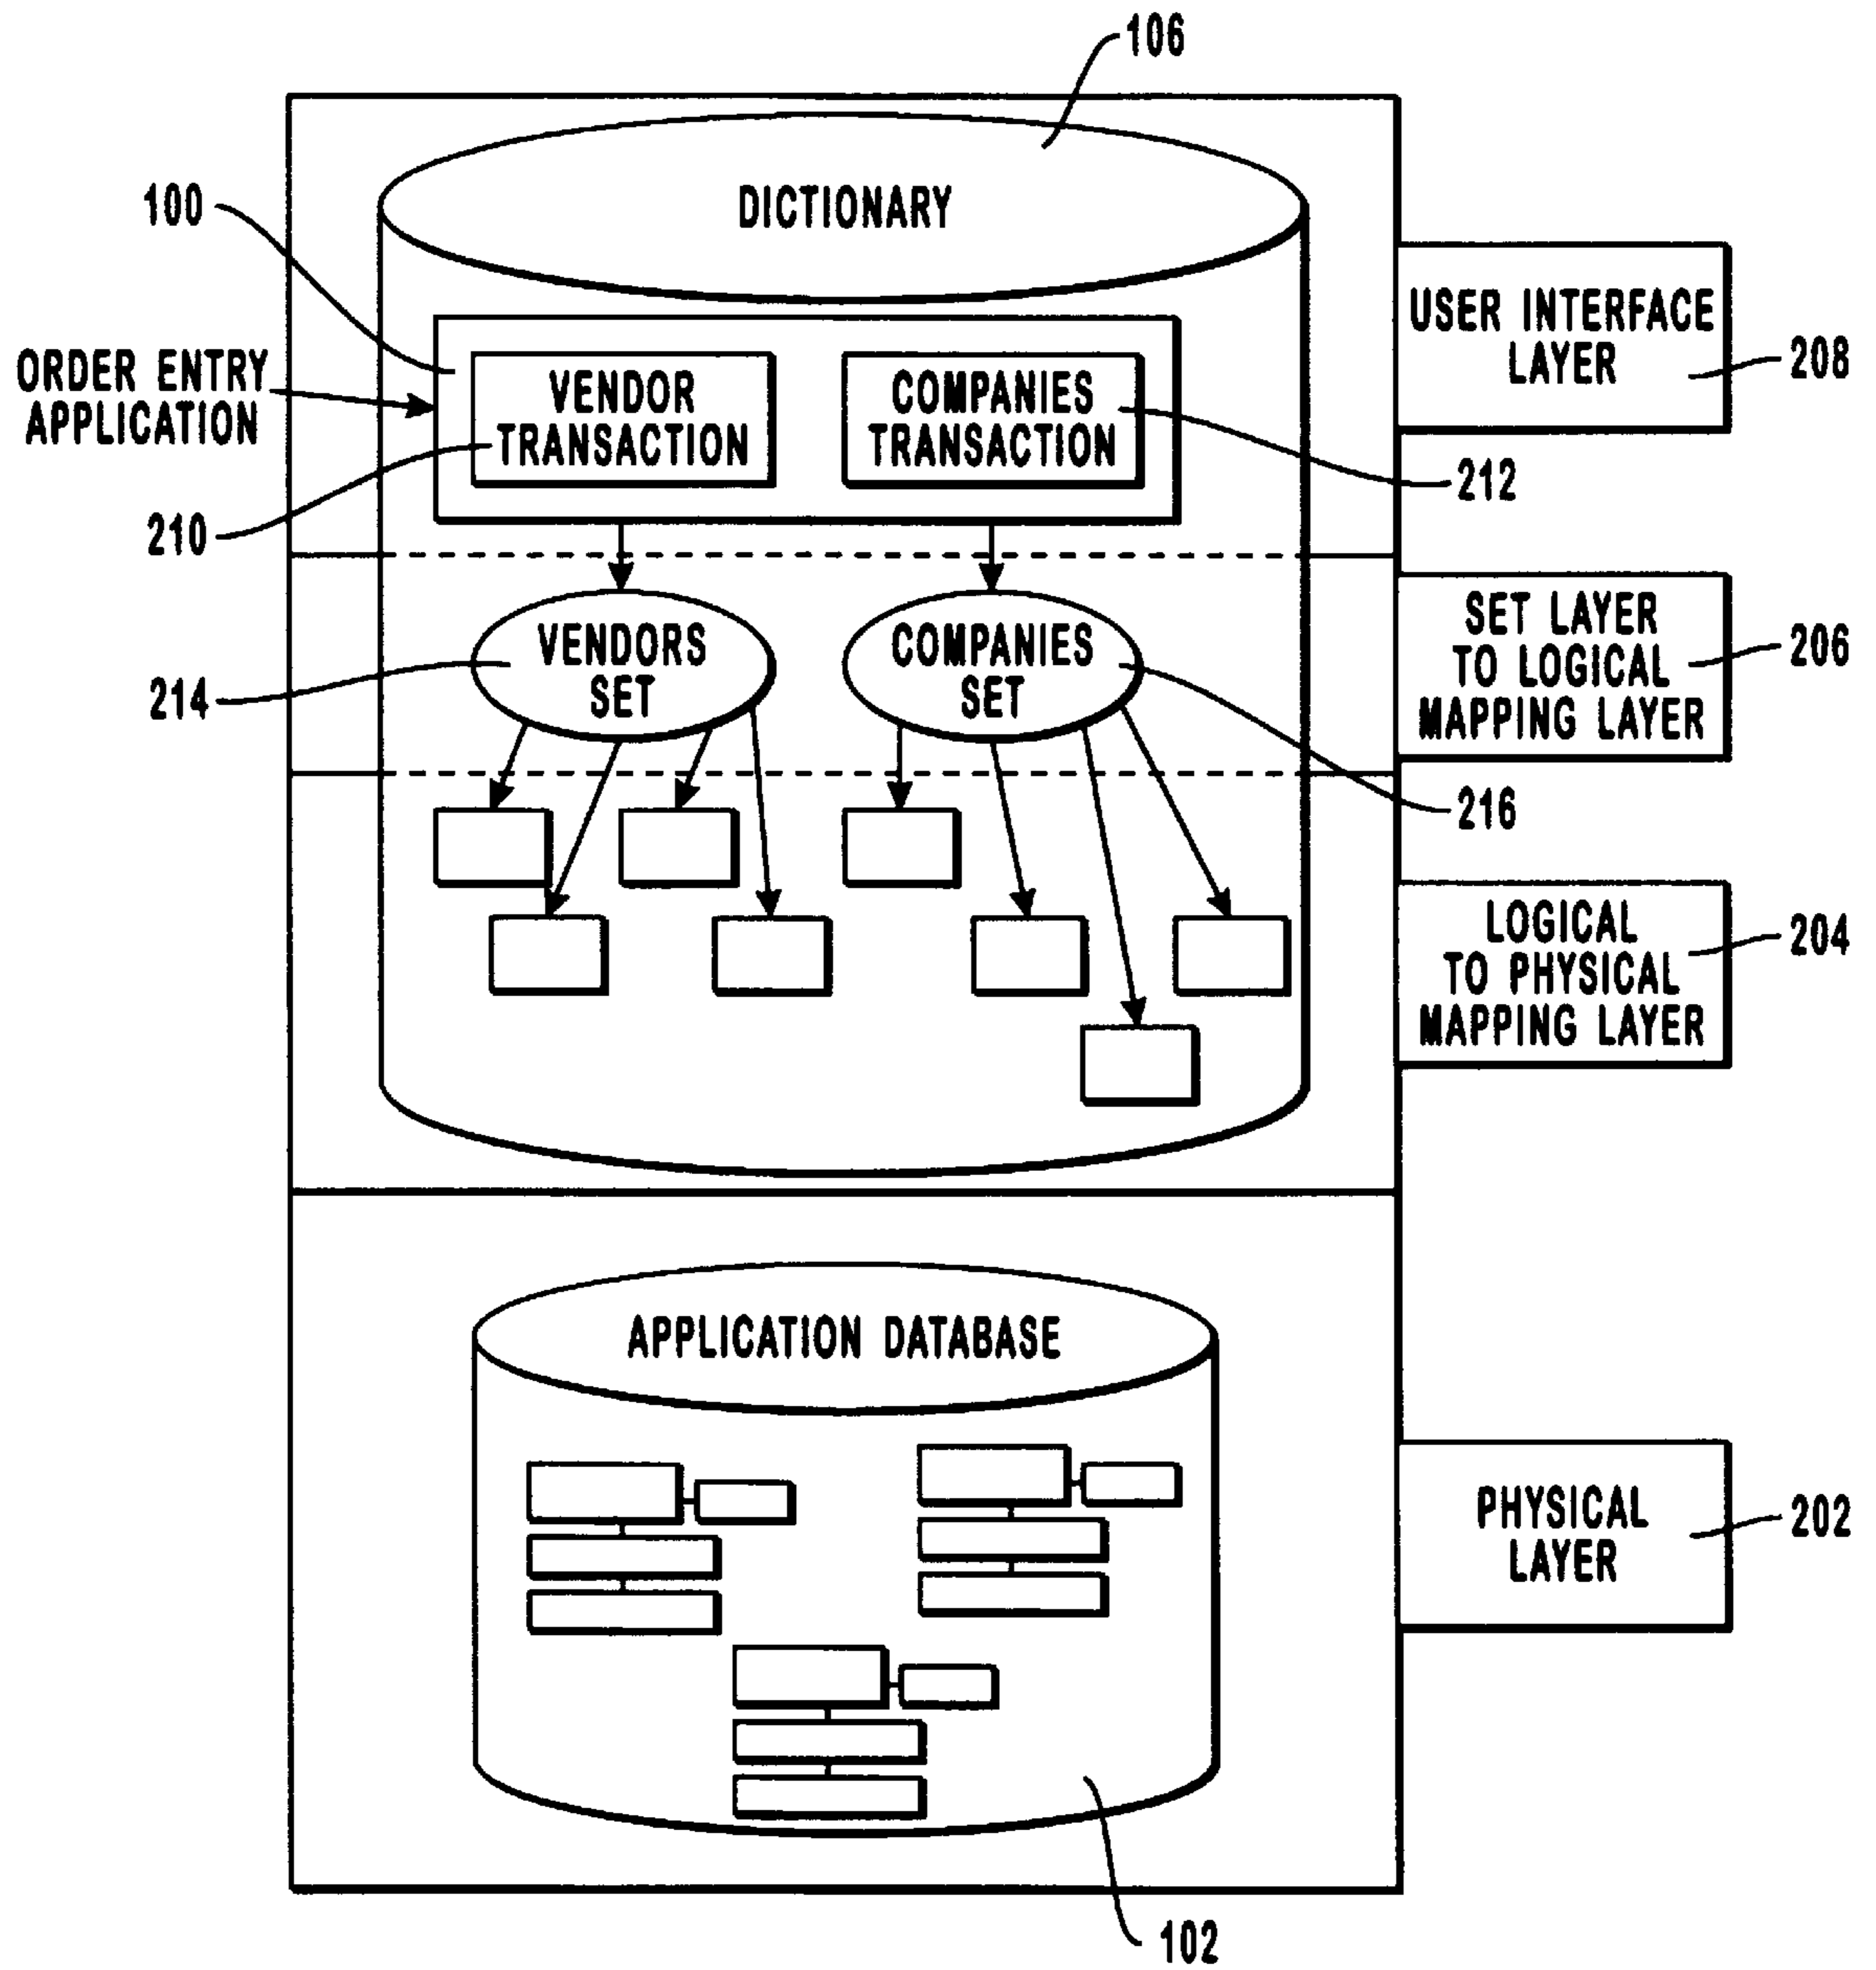 106
DICTIONARY
100
USER INTERFACE
LAYER
208
ORDER ENTRY
APPLICATION
VENDOR
TRANSACTION
COMPANIES
TRANSACTION
210
212
VENDORS
SET
COMPANIES
SET
214
SET LAYER
TO LOGICAL
MAPPING LAYER
206
216
LOGICAL
TO PHYSICAL
MAPPING LAYER
204
APPLICATION DATABASE
PHYSICAL
LAYER
202
102